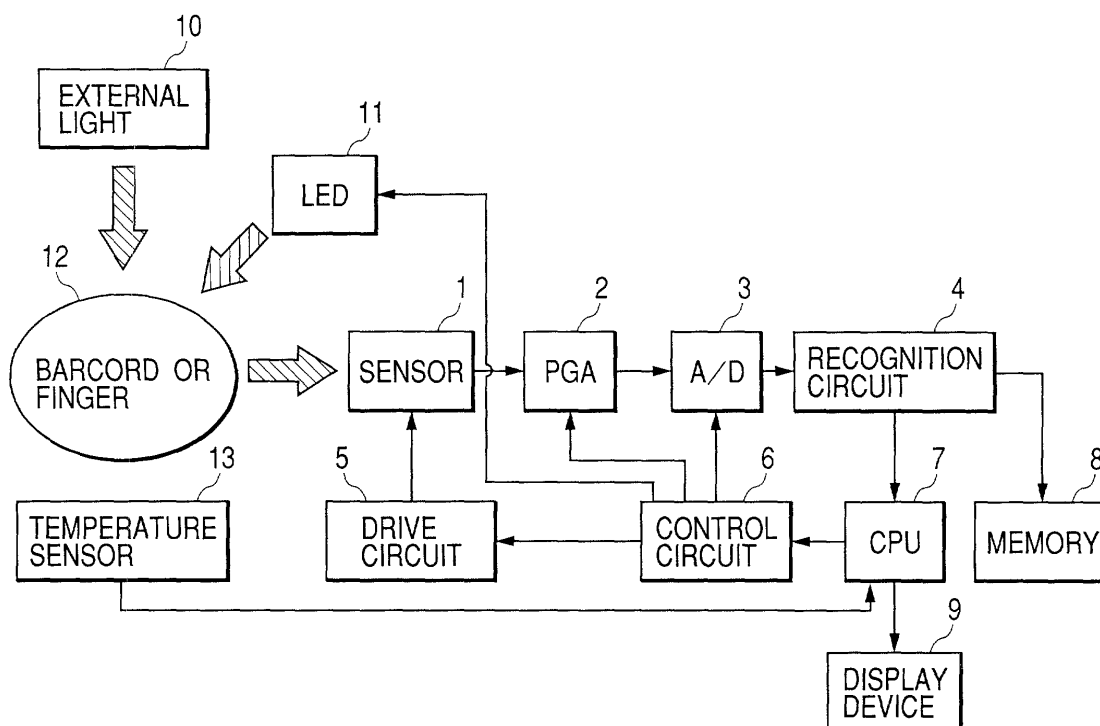 10
EXTERNAL
LIGHT
11
LED
12
BARCORD OR
FINGER
1
SENSOR
2
PGA
3
A/D
4
RECOGNITION
CIRCUIT
13
TEMPERATURE
SENSOR
5
DRIVE
CIRCUIT
6
CONTROL
CIRCUIT
7
CPU
8
MEMORY
9
DISPLAY
DEVICE